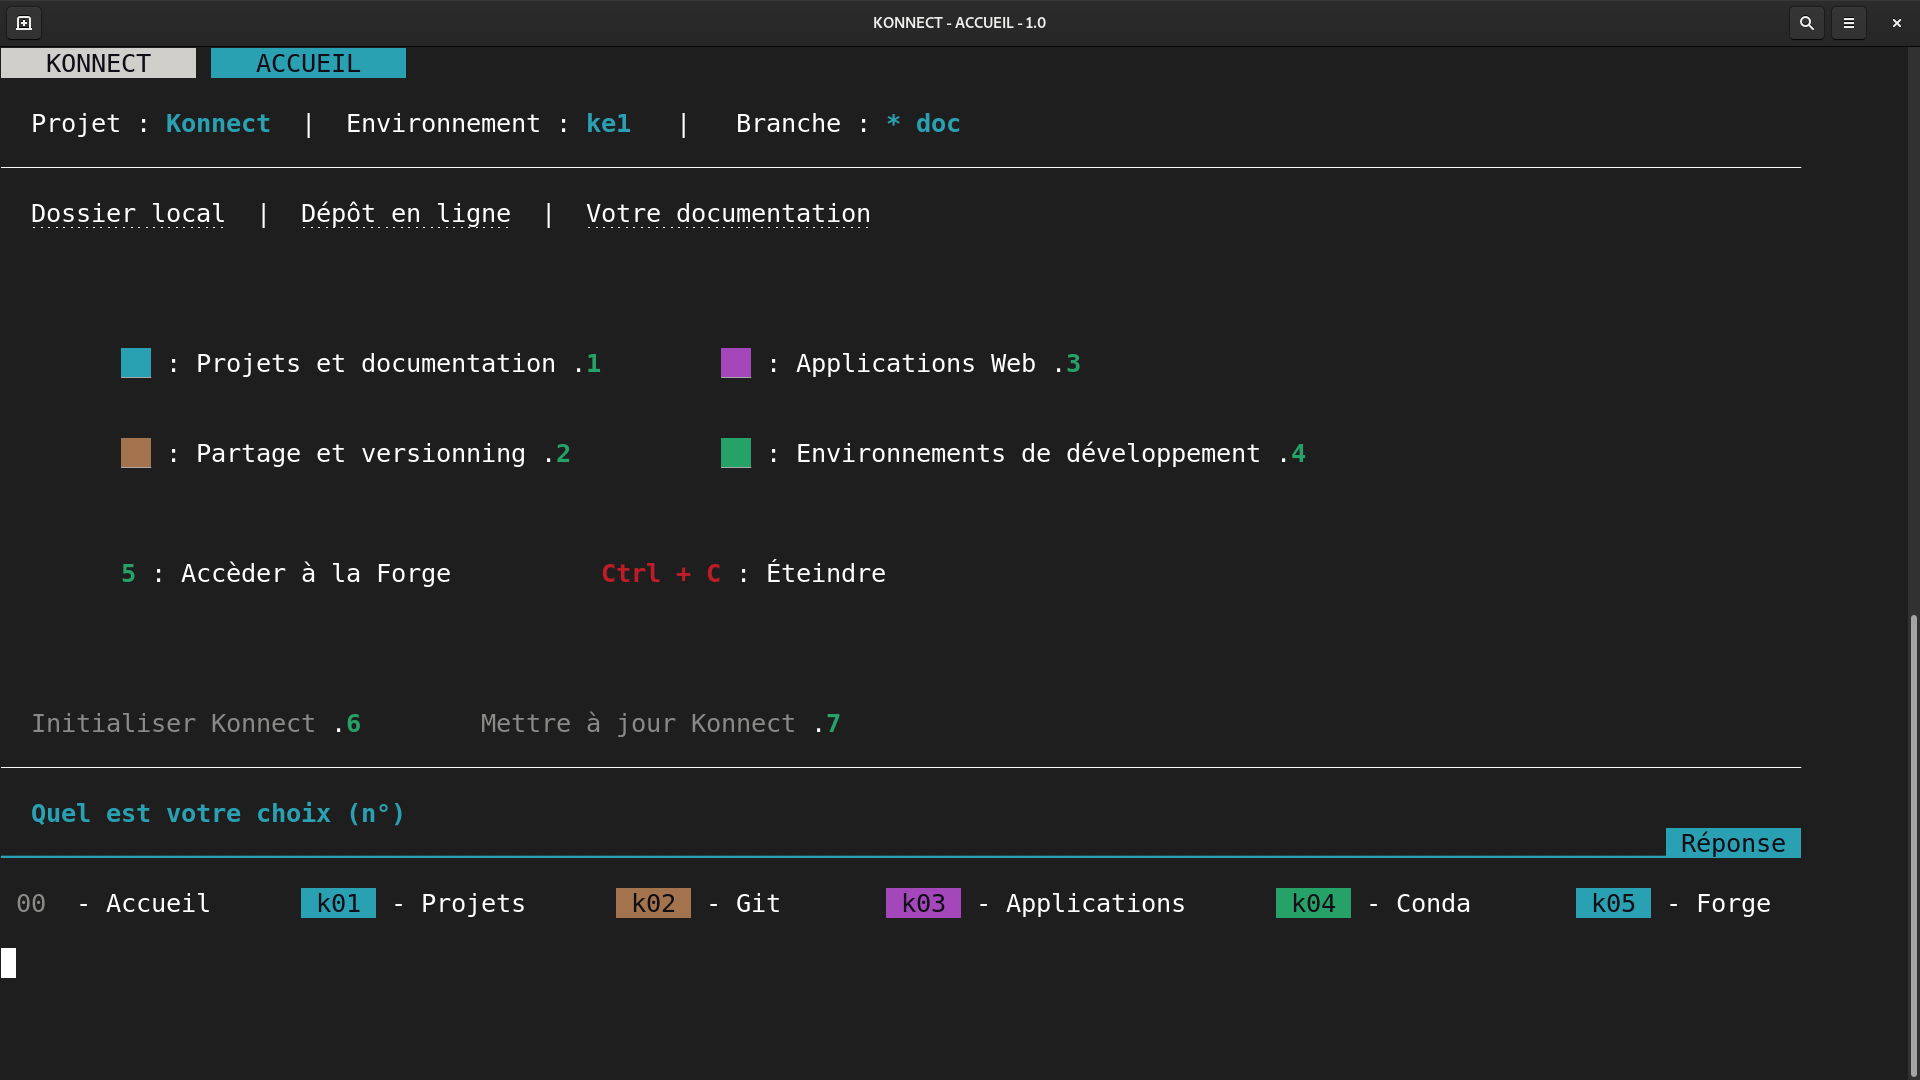 KONNECT - ACCUEIL - 1.0
KONNECT ACCUEIL
Projet : Konnect | Environnement : ke1 | Branche : * doc
Dossier local | Dépôt en ligne | Votre documentation
: Projets et documentation .1 : Applications Web .3
: Partage et versionning .2 : Environnements de développement .4
5 : Accèder à la Forge Ctrl + C : Éteindre
Initialiser Konnect .6 Mettre à jour Konnect .7
Quel est votre choix (n°)
Réponse
00 - Accueil k01 - Projets k02 - Git k03 - Applications k04 - Conda k05 - Forge